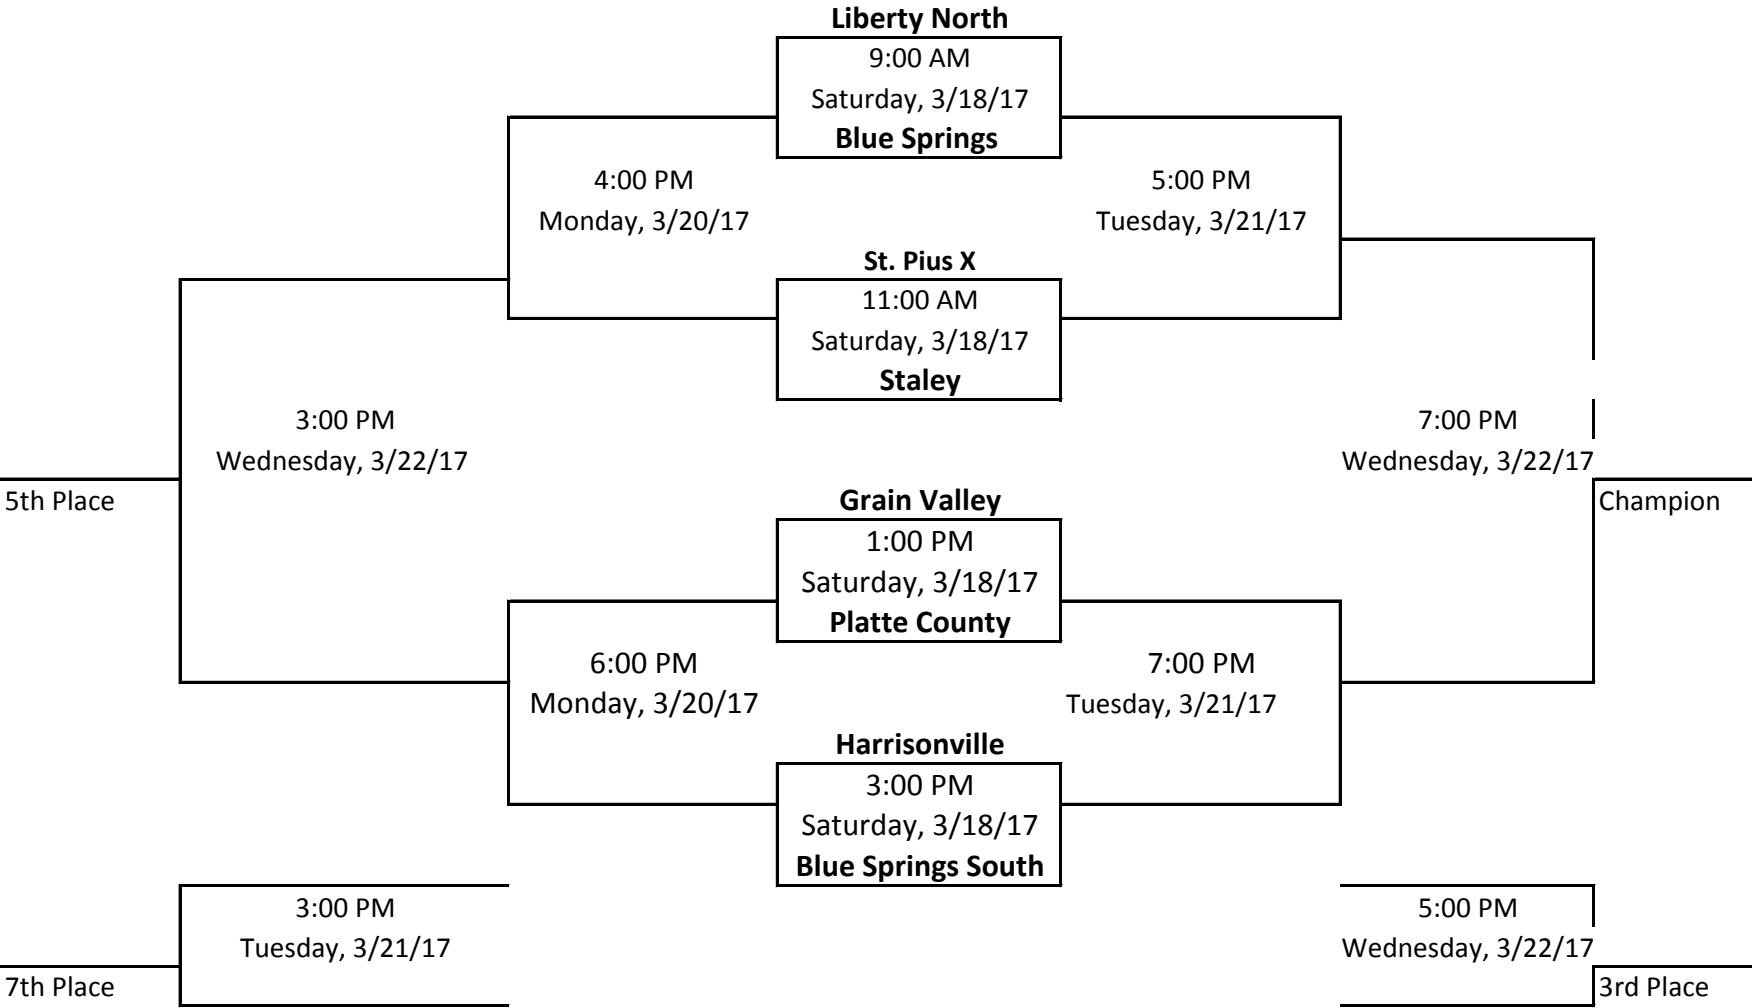 Liberty North
9:00 AM
Saturday, 3/18/17
Blue Springs
4:00 PM
Monday, 3/20/17
5:00 PM
Tuesday, 3/21/17
St. Pius X
11:00 AM
Saturday, 3/18/17
Staley
3:00 PM
Wednesday, 3/22/17
7:00 PM
Wednesday, 3/22/17
5th Place
Champion
Grain Valley
1:00 PM
Saturday, 3/18/17
Platte County
6:00 PM
Monday, 3/20/17
7:00 PM
Tuesday, 3/21/17
Harrisonville
3:00 PM
Saturday, 3/18/17
Blue Springs South
3:00 PM
Tuesday, 3/21/17
5:00 PM
Wednesday, 3/22/17
7th Place
3rd Place